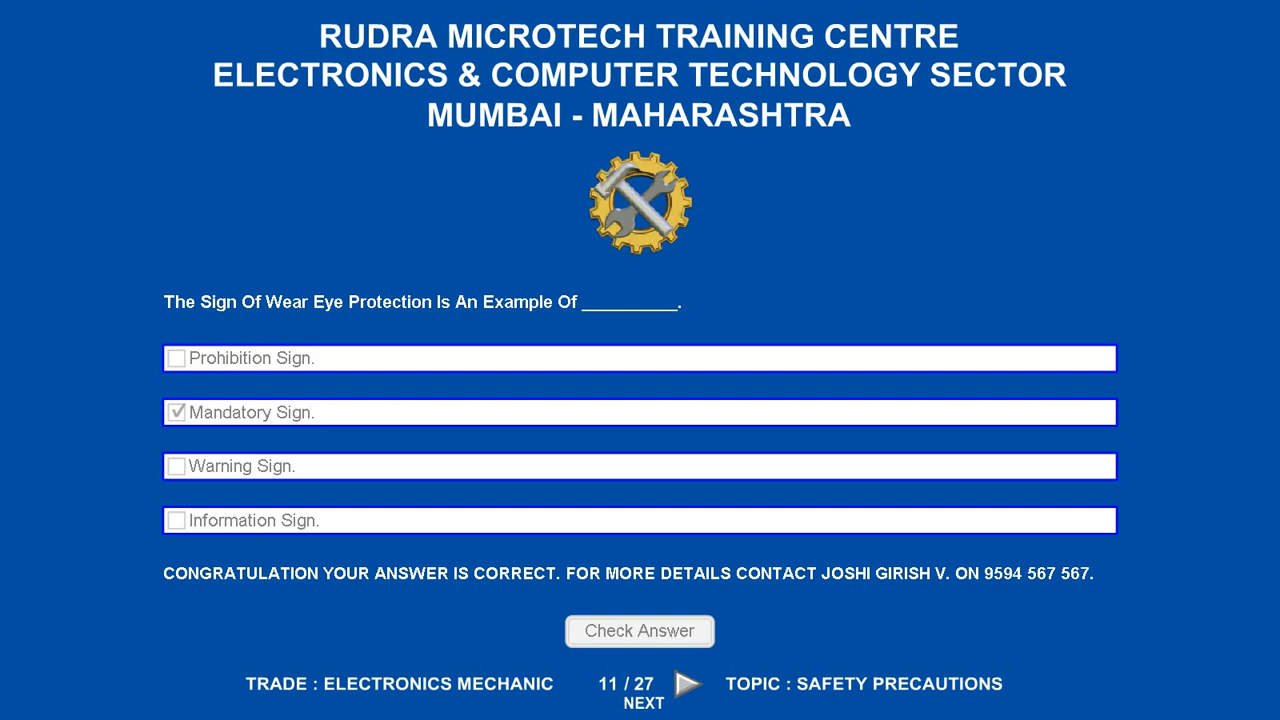 RUDRA MICROTECH TRAINING CENTRE
ELECTRONICS & COMPUTER TECHNOLOGY SECTOR
MUMBAI - MAHARASHTRA
The Sign Of Wear Eye Protection Is An Example Of __________.
Prohibition Sign.
Mandatory Sign.
Warning Sign.
Information Sign.
CONGRATULATION YOUR ANSWER IS CORRECT. FOR MORE DETAILS CONTACT JOSHI GIRISH V. ON 9594 567 567.
Check Answer
TRADE : ELECTRONICS MECHANIC 11 / 27 TOPIC : SAFETY PRECAUTIONS
NEXT